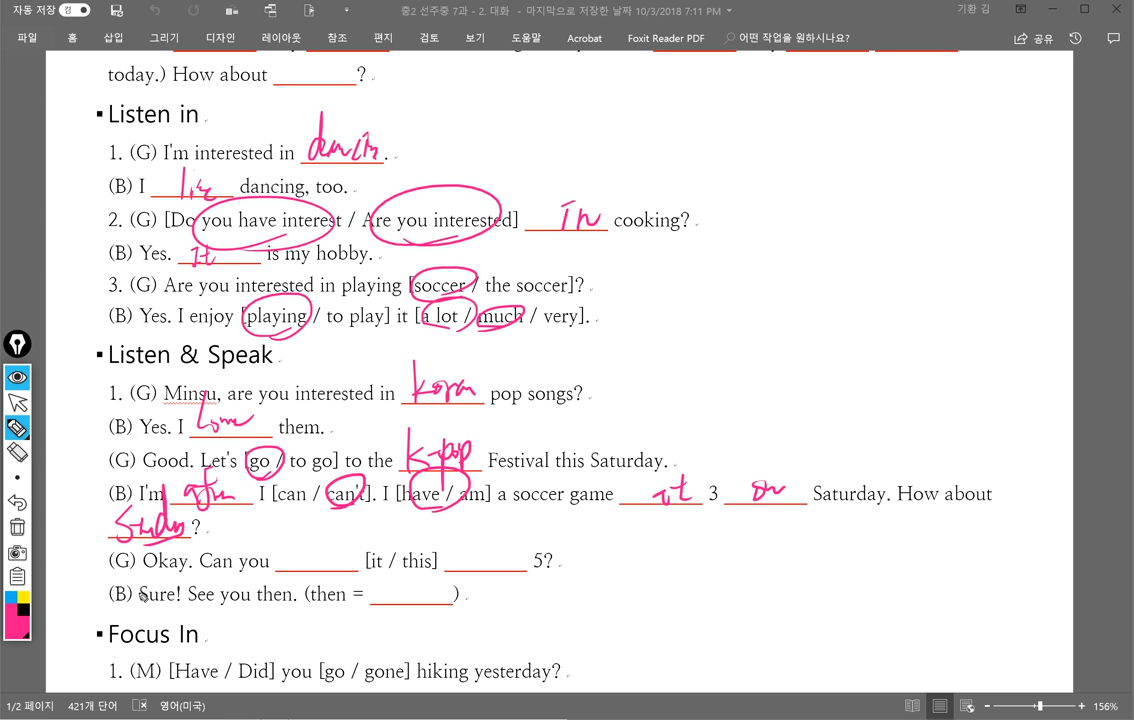 자동 저장 중2 선주중 7과 - 2. 대화 - 마지막으로 저장한 날짜 10/3/2018 7:11 PM 기환 김
파일 홈 삽입 그리기 디자인 레이아웃 참조 편지 검토 보기 도움말 Acrobat Foxit Reader PDF 어떤 작업을 원하시나요? 공유
today.) How about ________?
▪ Listen in
1. (G) I'm interested in ________.
(B) I ________ dancing, too.
2. (G) [Do you have interest / Are you interested] in cooking?
(B) Yes. It is my hobby.
3. (G) Are you interested in playing [soccer / the soccer]?
(B) Yes. I enjoy [playing / to play] it [a lot / much / very].
▪ Listen & Speak
1. (G) Minsu, are you interested in ________ pop songs?
(B) Yes. I ________ them.
(G) Good. Let's [go / to go] to the K-pop Festival this Saturday.
(B) I'm ________ I [can / can't]. I [have / am] a soccer game at 3 on Saturday. How about
Sunday?
(G) Okay. Can you ________ [it / this] ________ 5?
(B) Sure! See you then. (then = ________)
▪ Focus In
1. (M) [Have / Did] you [go / gone] hiking yesterday?
1/2 페이지 421개 단어 영어(미국) 156%